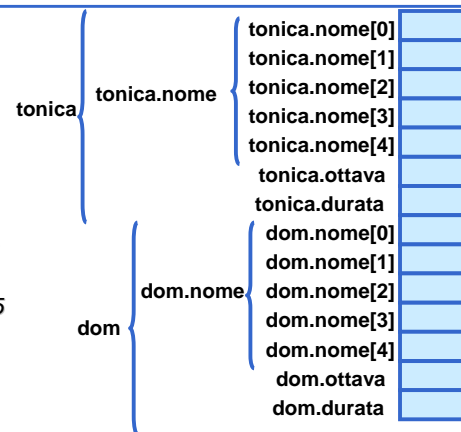 tonica.nome[0]
tonica.nome[1]
tonica.nome[2]
tonica.nome[3]
tonica.nome[4]
tonica.nome
tonica
tonica.ottava
tonica.durata
dom.nome[0]
dom.nome[1]
dom.nome[2]
dom.nome[3]
dom.nome[4]
dom.nome
dom
dom.ottava
dom.durata